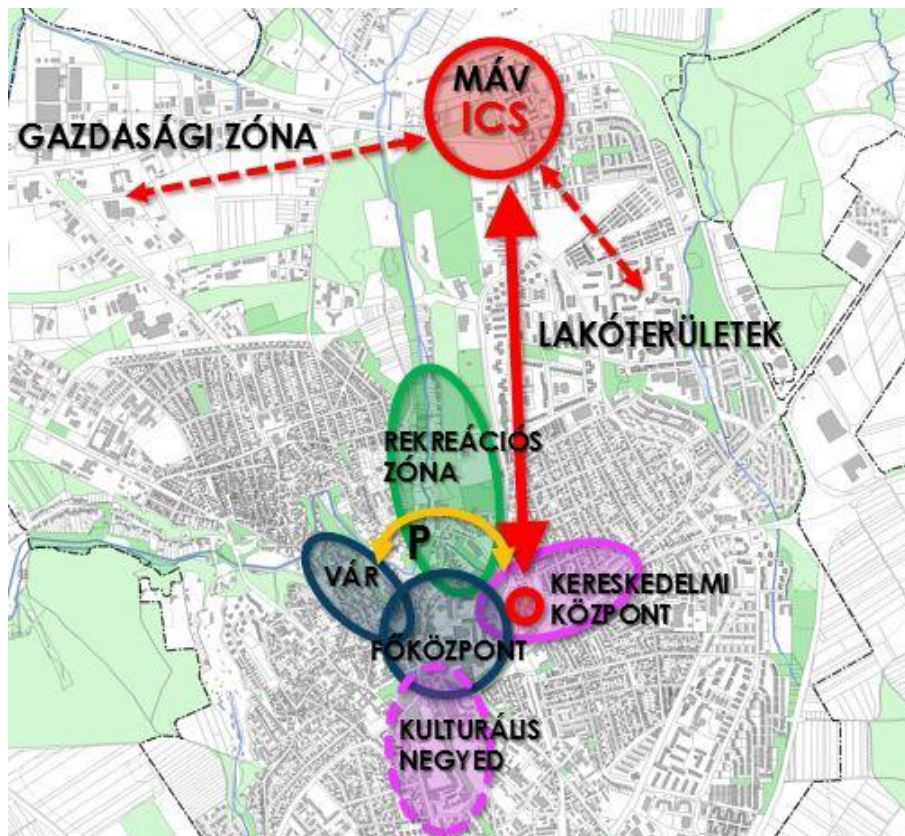 MÁV
ICS
GAZDASÁGI ZÓNA
LAKÓTERÜLETEK
REKREÁCIÓS
ZÓNA
P
VÁR
KERESKEDELMI
KÖZPONT
FŐKÖZPONT
KULTURÁLIS
NEGYED